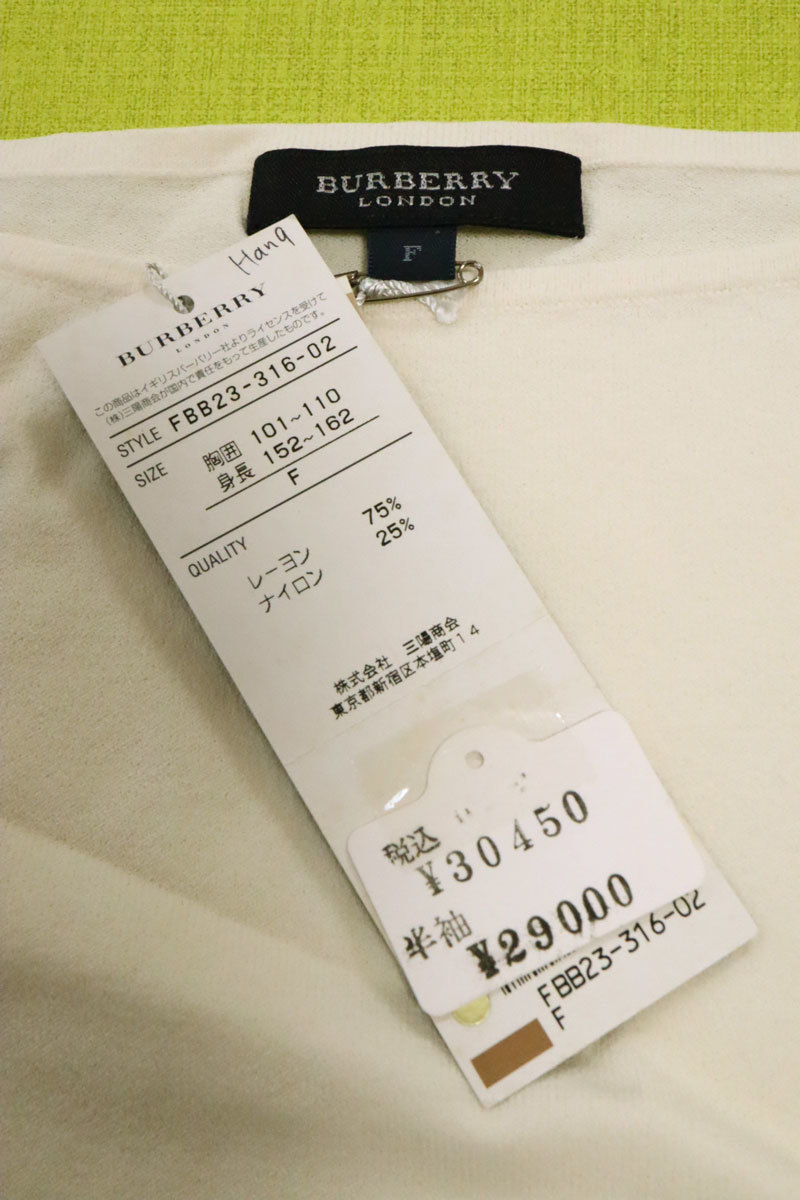 BURBERRY
LONDON
F
Hang
BURBERRY
LONDON
この商品はイギリスバーバリー社よりライセンスを受けて
(株)三陽商会が国内で責任をもって生産したものです。
STYLE FBB23-316-02
SIZE 胸囲 101~110
身長 152~162
F
QUALITY
レーヨン 75%
ナイロン 25%
株式会社 三陽商会
東京都新宿区本塩町14
税込
¥30450
半袖
¥29000
FBB23-316-02
F